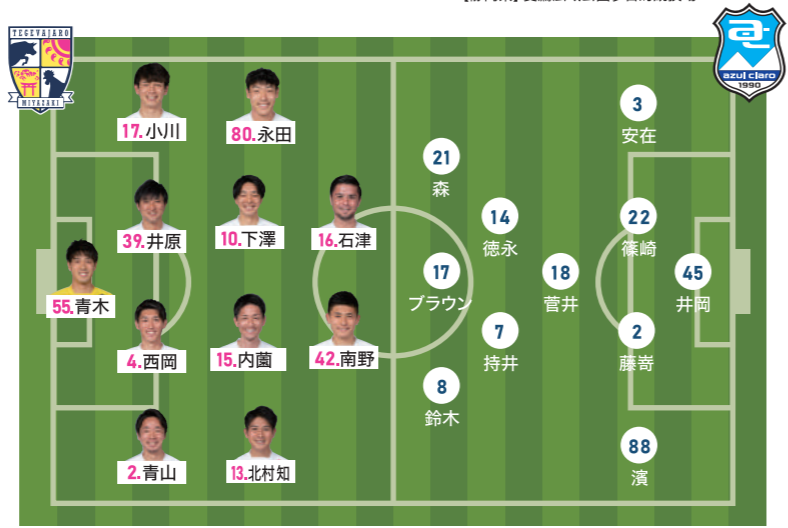 TEGEVAJARO
MIYAZAKI
azul claro
1990
17.小川
80.永田
39.井原
10.下澤
16.石津
55.青木
4.西岡
15.内薗
42.南野
2.青山
13.北村知
3
安在
21
森
14
徳永
22
篠崎
17
ブラウン
18
菅井
45
井岡
7
持井
2
藤嵜
8
鈴木
88
濱